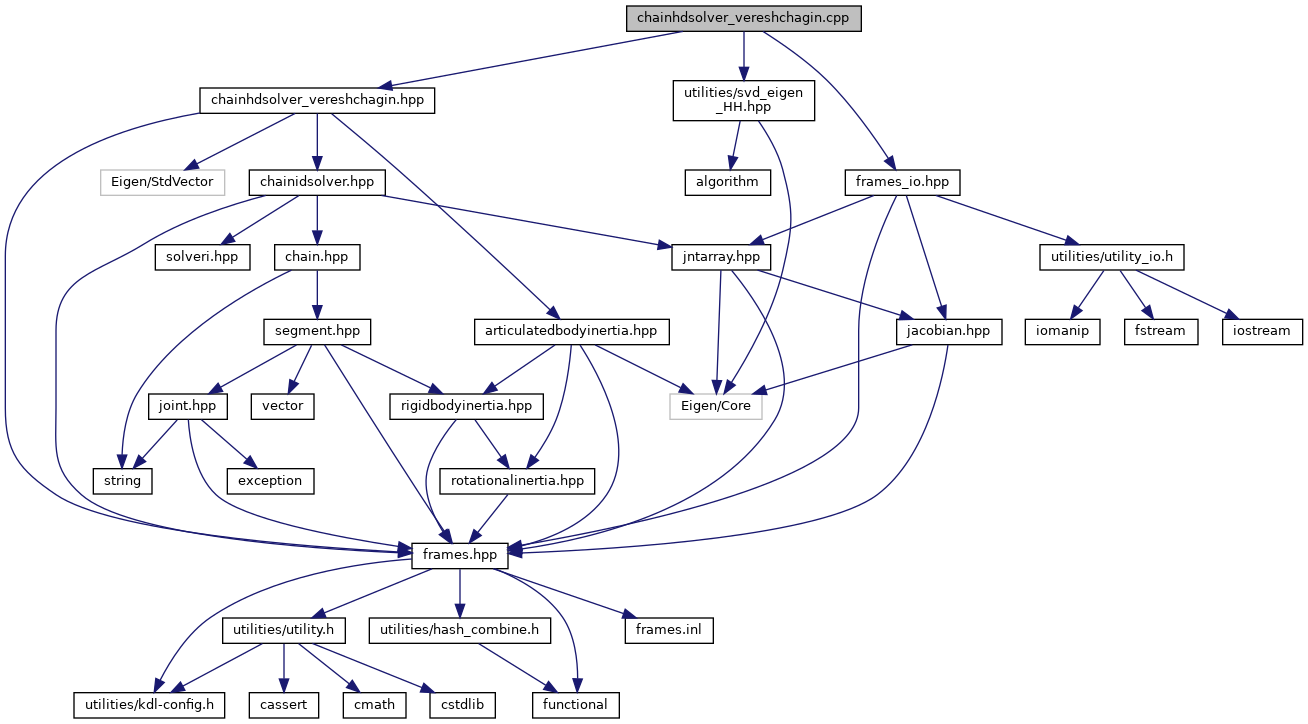 chainhdsolver_vereshchagin.cpp
chainhdsolver_vereshchagin.hpp
utilities/svd_eigen
_HH.hpp
Eigen/StdVector
chainidsolver.hpp
algorithm
frames_io.hpp
solveri.hpp
chain.hpp
jntarray.hpp
utilities/utility_io.h
segment.hpp
articulatedbodyinertia.hpp
jacobian.hpp
iomanip
fstream
iostream
joint.hpp
vector
rigidbodyinertia.hpp
Eigen/Core
string
exception
rotationalinertia.hpp
frames.hpp
utilities/utility.h
utilities/hash_combine.h
frames.inl
utilities/kdl-config.h
cassert
cmath
cstdlib
functional